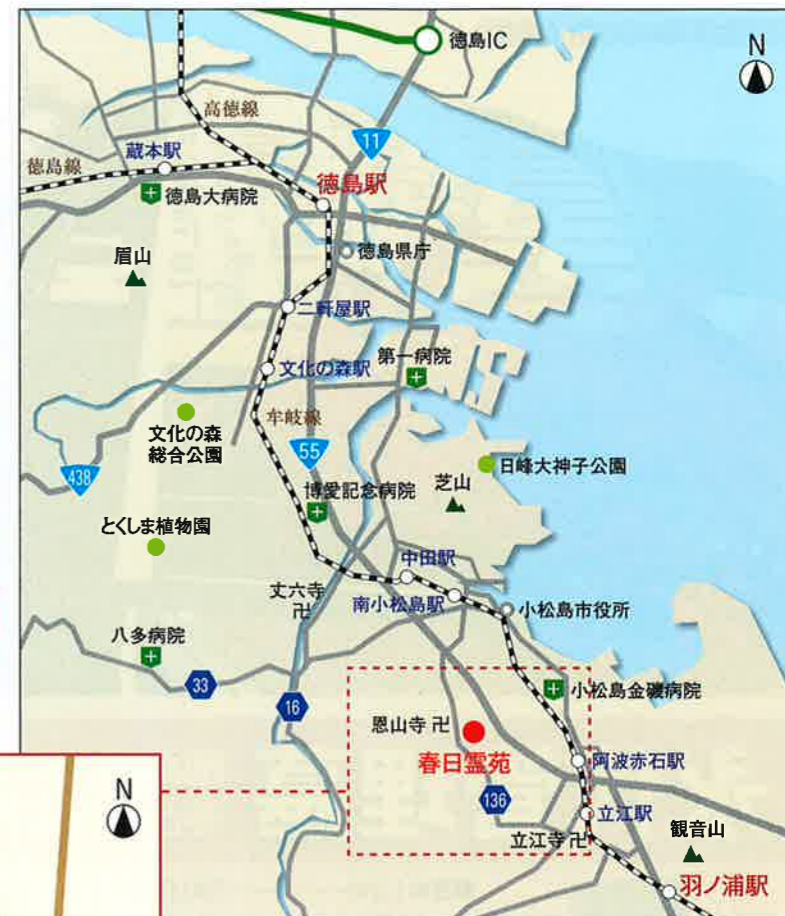 徳島IC
N
高徳線
蔵本駅
11
徳島線
徳島駅
徳島大病院
眉山
徳島県庁
二軒屋駅
文化の森駅
第一病院
文化の森
総合公園
牟岐線
55
438
博愛記念病院
芝山
日峰大神子公園
とくしま植物園
中田駅
丈六寺
卍
南小松島駅
小松島市役所
八多病院
33
16
小松島金磯病院
恩山寺 卍
春日霊苑
阿波赤石駅
136
立江駅
立江寺 卍
観音山
羽ノ浦駅
N